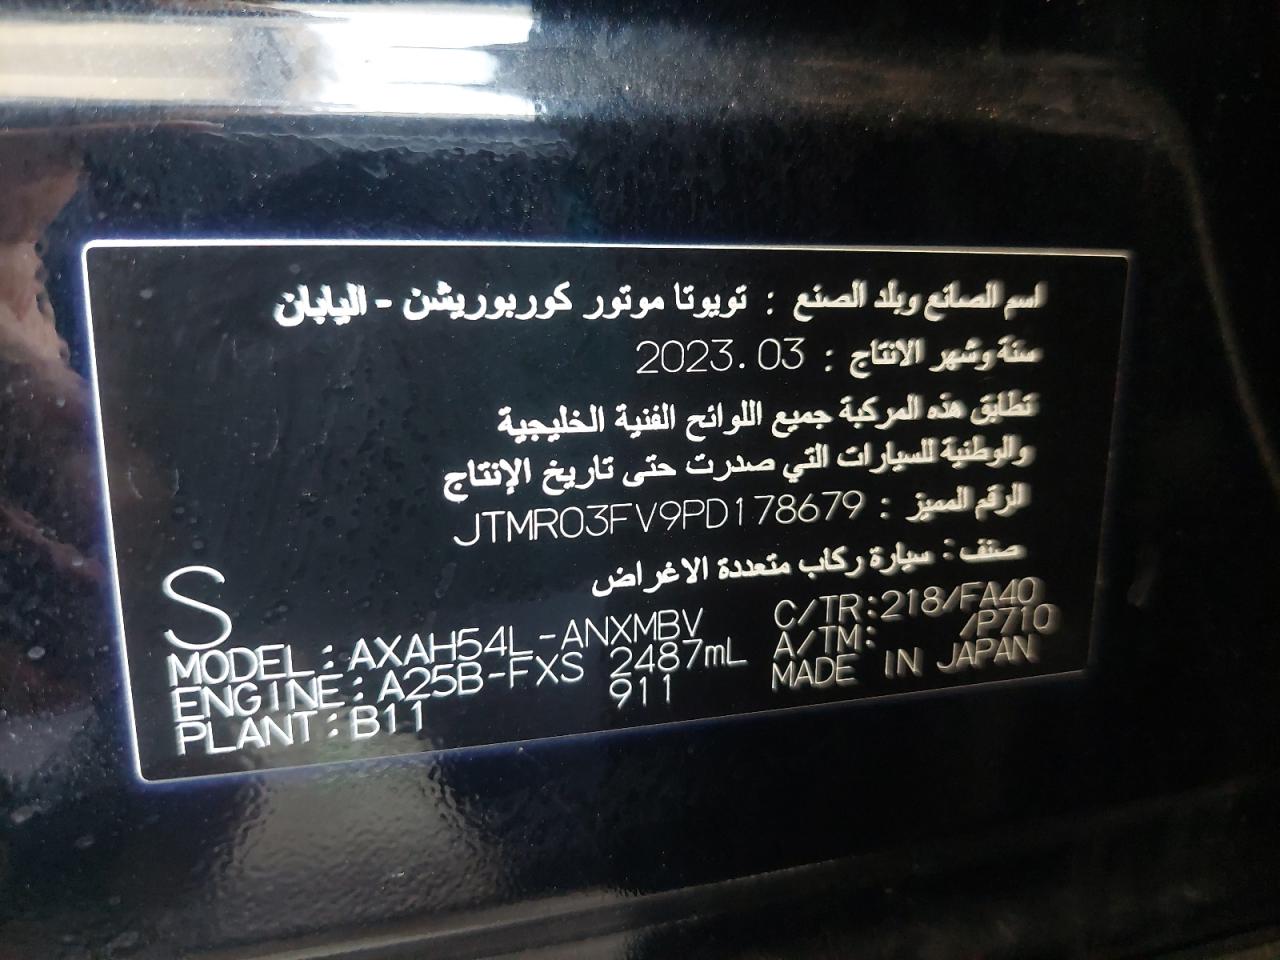 اسم الصانع وبلد الصنع : تويوتا موتور كوربوريشن - اليابان
سنة وشهر الانتاج : 2023.03
تطابق هذه المركبة جميع اللوائح الفنية الخليجية
والوطنية للسيارات التي صدرت حتى تاريخ الإنتاج
الرقم المميز : JTMR03FV9PD178679
صنف : سيارة ركاب متعددة الاغراض
S
MODEL:AXAH54L-ANXMBV C/TR:218/FA40
ENGINE:A25B-FXS 2487mL A/TM: /P710
PLANT:B11 911 MADE IN JAPAN